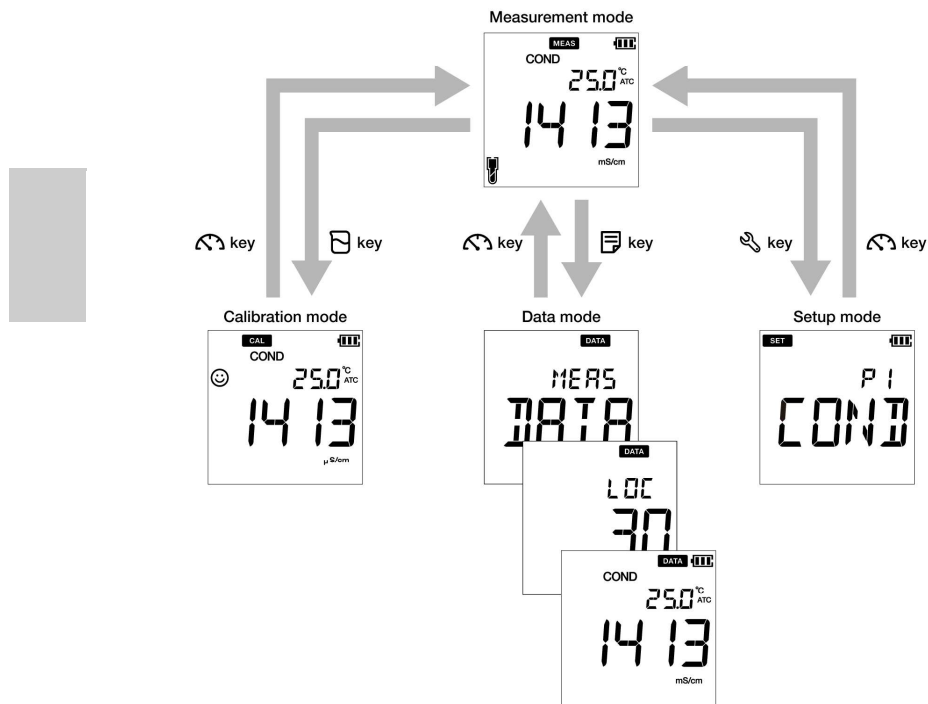 Measurement mode
MEAS
COND
25.0 °C
ATC
1413
mS/cm
key
key
key
key
key
key
Calibration mode
CAL
COND
25.0 °C
ATC
1413
µS/cm
Data mode
DATA
MEAS
DATA
DATA
LOC
30
DATA
COND
25.0 °C
ATC
1413
mS/cm
Setup mode
SET
P1
COND